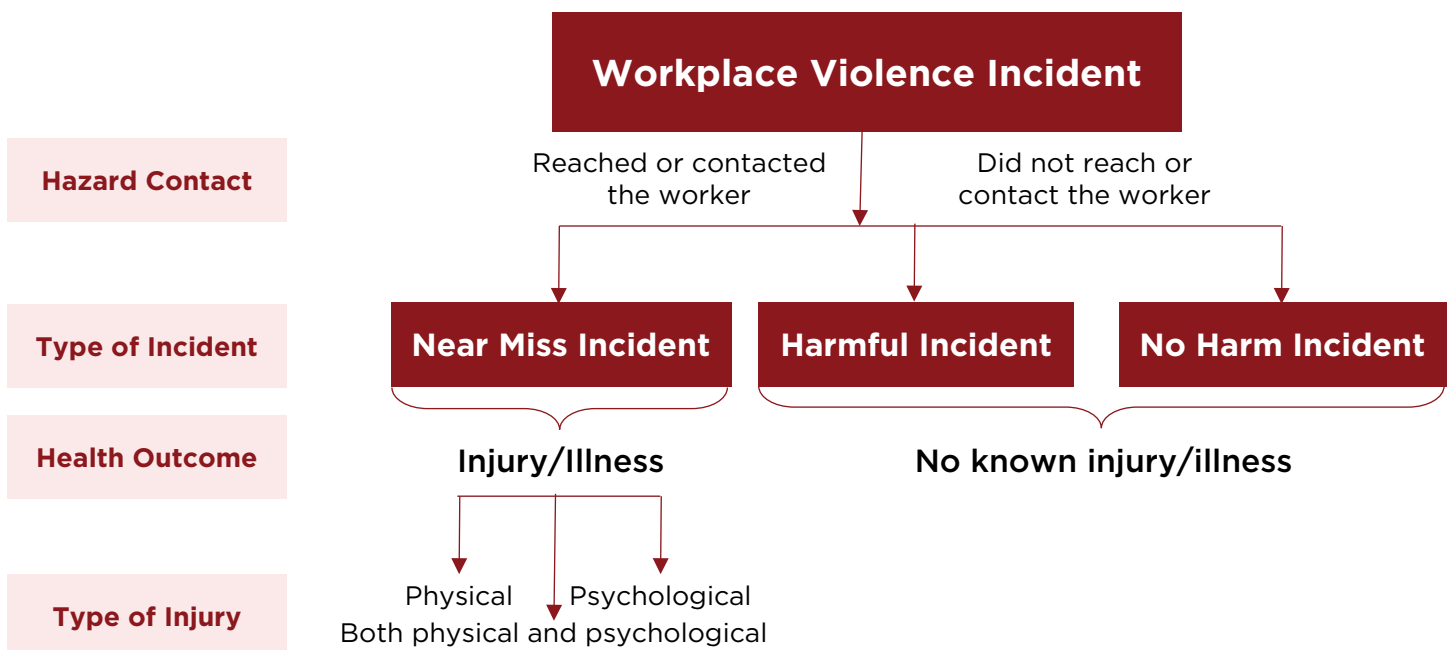 Workplace Violence Incident
Hazard Contact
Reached or contacted
the worker
Did not reach or
contact the worker
Type of Incident
Near Miss Incident
Harmful Incident
No Harm Incident
Health Outcome
Injury/Illness
No known injury/illness
Type of Injury
Physical
Psychological
Both physical and psychological